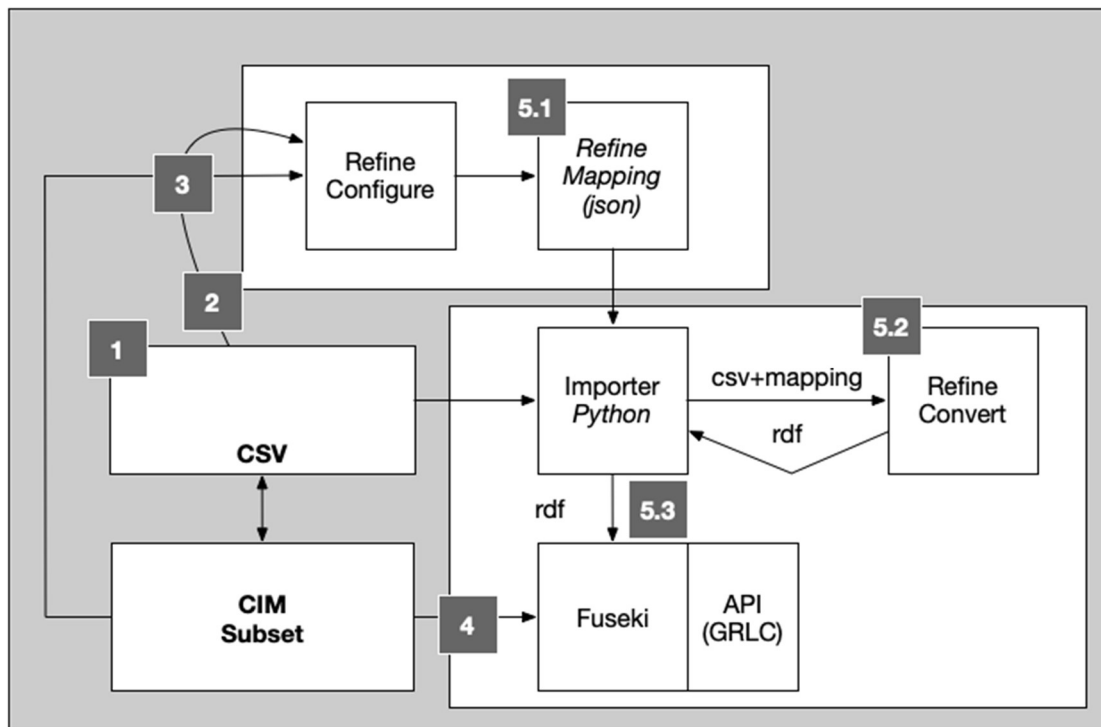 5.1
Refine
Configure
Refine
Mapping
(json)
3
2
1
5.2
Importer
Python
csv+mapping
Refine
Convert
rdf
CSV
rdf
5.3
CIM
Subset
4
Fuseki
API
(GRLC)